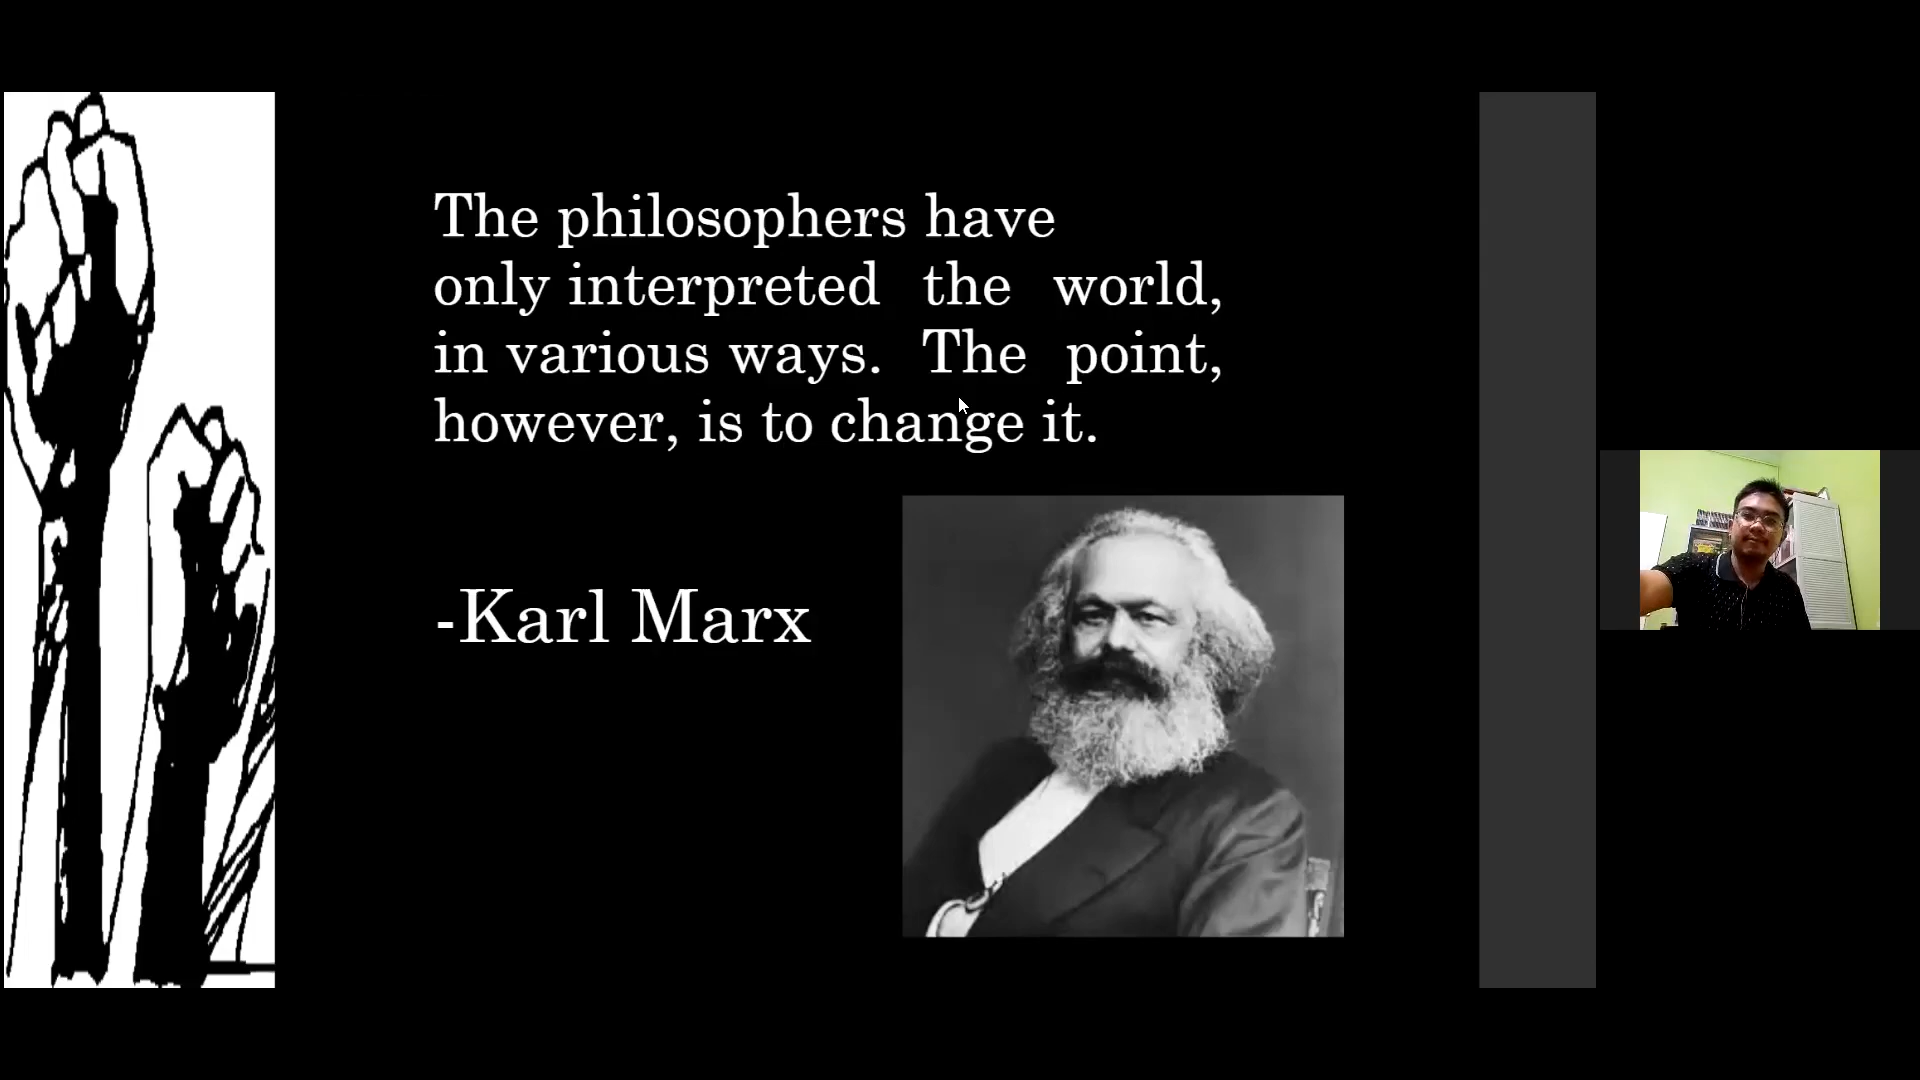 The philosophers have
only interpreted the world,
in various ways. The point,
however, is to change it.
-Karl Marx